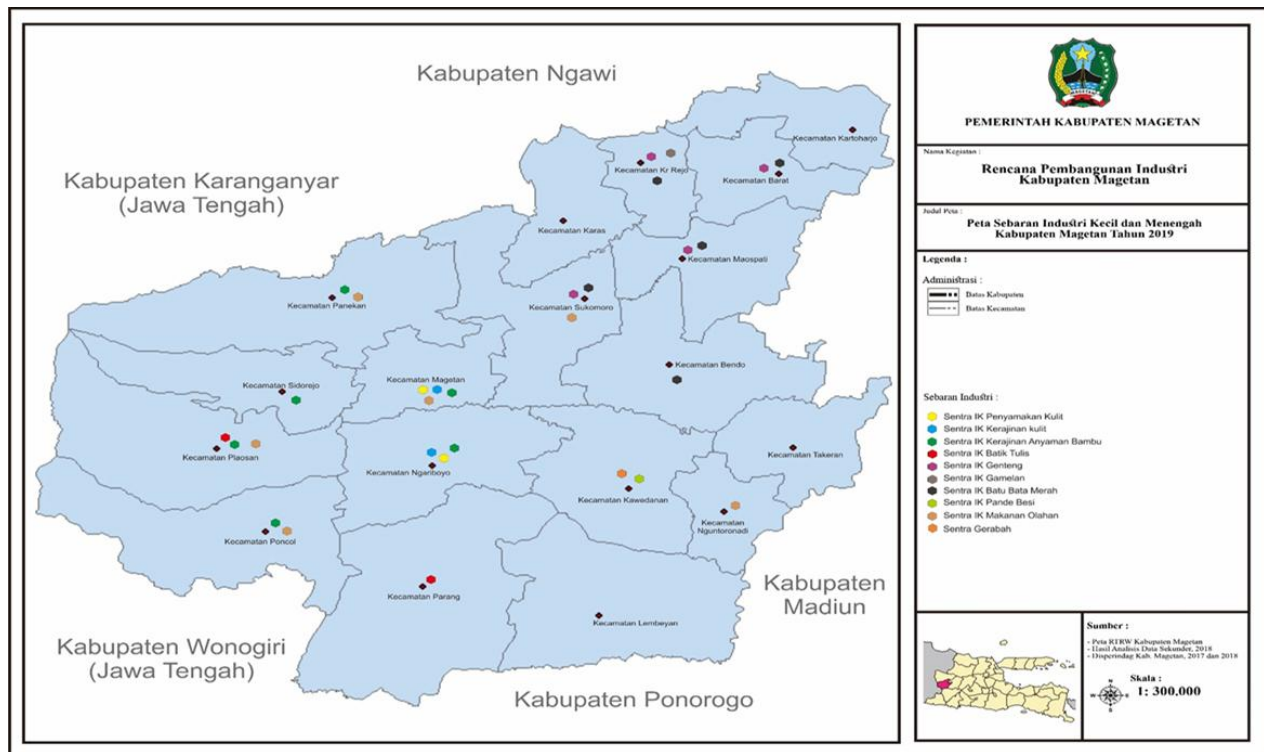 Kabupaten Ngawi
Kabupaten Karanganyar
(Jawa Tengah)
Kecamatan Kartoharjo
Kecamatan Kr Rejo
Kecamatan Barat
Kecamatan Karas
Kecamatan Maospati
Kecamatan Panekan
Kecamatan Sukomoro
Kecamatan Bendo
Kecamatan Sidorejo
Kecamatan Magetan
Kecamatan Plaosan
Kecamatan Nganboyo
Kecamatan Takeran
Kecamatan Kawedanan
Kecamatan
Nguntoronadi
Kecamatan Poncol
Kecamatan Parang
Kecamatan Lembeyan
Kabupaten
Madiun
Kabupaten Wonogiri
(Jawa Tengah)
Kabupaten Ponorogo
MAGETAN
PEMERINTAH KABUPATEN MAGETAN
Nama Kegiatan :
Rencana Pembangunan Industri
Kabupaten Magetan
Judul Peta :
Peta Sebaran Industri Kecil dan Menengah
Kabupaten Magetan Tahun 2019
Legenda :
Administrasi :
Batas Kabupaten
Batas Kecamatan
Sebaran Industri :
Sentra IK Penyamakan Kulit
Sentra IK Kerajinan kulit
Sentra IK Kerajinan Anyaman Bambu
Sentra IK Batik Tulis
Sentra IK Genteng
Sentra IK Gamelan
Sentra IK Batu Bata Merah
Sentra IK Pande Besi
Sentra IK Makanan Olahan
Sentra Gerabah
Sumber :
- Peta RTRW Kabupaten Magetan
- Hasil Analisis Data Sekunder, 2018
- Disperindag Kab. Magetan, 2017 dan 2018
Skala :
1: 300.000
N
W E
S